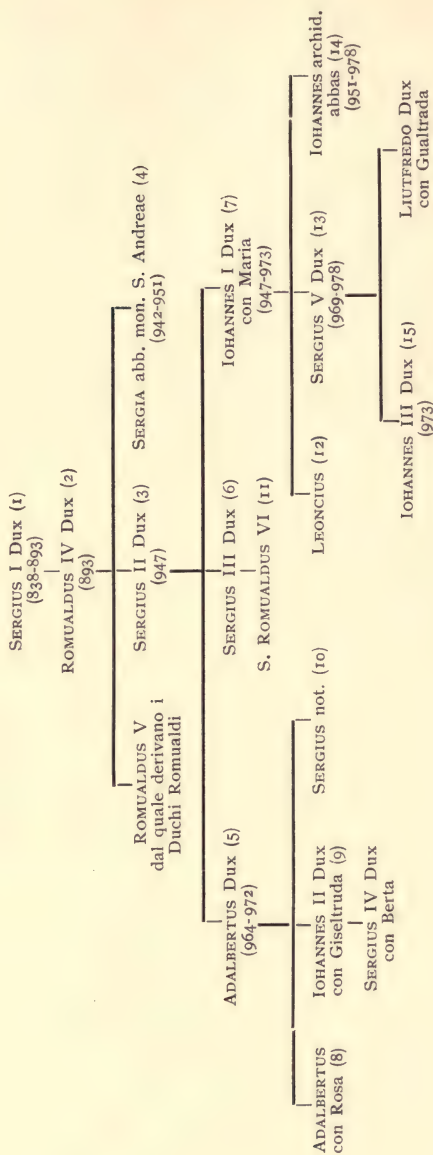 SERGIUS I Dux (1)
(838-893)
ROMUALDUS IV Dux (2)
(893)
ROMUALDUS V
dal quale derivano i
Duchi Romualdi
SERGIUS II Dux (3)
(947)
SERGIA abb. mon. S. Andreae (4)
(942-951)
ADALBERTUS Dux (5)
(964-972)
SERGIUS III Dux (6)
S. ROMUALDUS VI (11)
IOHANNES I Dux (7)
con Maria
(947-973)
ADALBERTUS
con Rosa (8)
IOHANNES II Dux
con Giseltruda (9)
SERGIUS IV Dux
con Berta
SERGIUS not. (10)
LEONCIUS (12)
SERGIUS V Dux (13)
(969-978)
IOHANNES archid.
abbas (14)
(951-978)
IOHANNES III Dux (15)
(973)
LIUTFREDO Dux
con Gualtrada